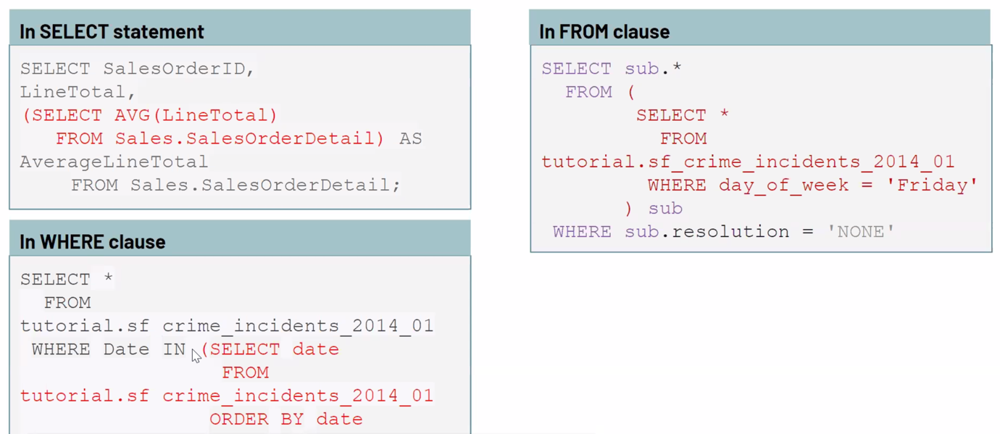 In SELECT statement
SELECT SalesOrderID,
LineTotal,
(SELECT AVG(LineTotal)
FROM Sales.SalesOrderDetail) AS
AverageLineTotal
FROM Sales.SalesOrderDetail;
In WHERE clause
SELECT *
FROM
tutorial.sf crime_incidents_2014_01
WHERE Date IN (SELECT date
FROM
tutorial.sf crime_incidents_2014_01
ORDER BY date
In FROM clause
SELECT sub.*
FROM (
SELECT *
FROM
tutorial.sf_crime_incidents_2014_01
WHERE day_of_week = 'Friday'
) sub
WHERE sub.resolution = 'NONE'